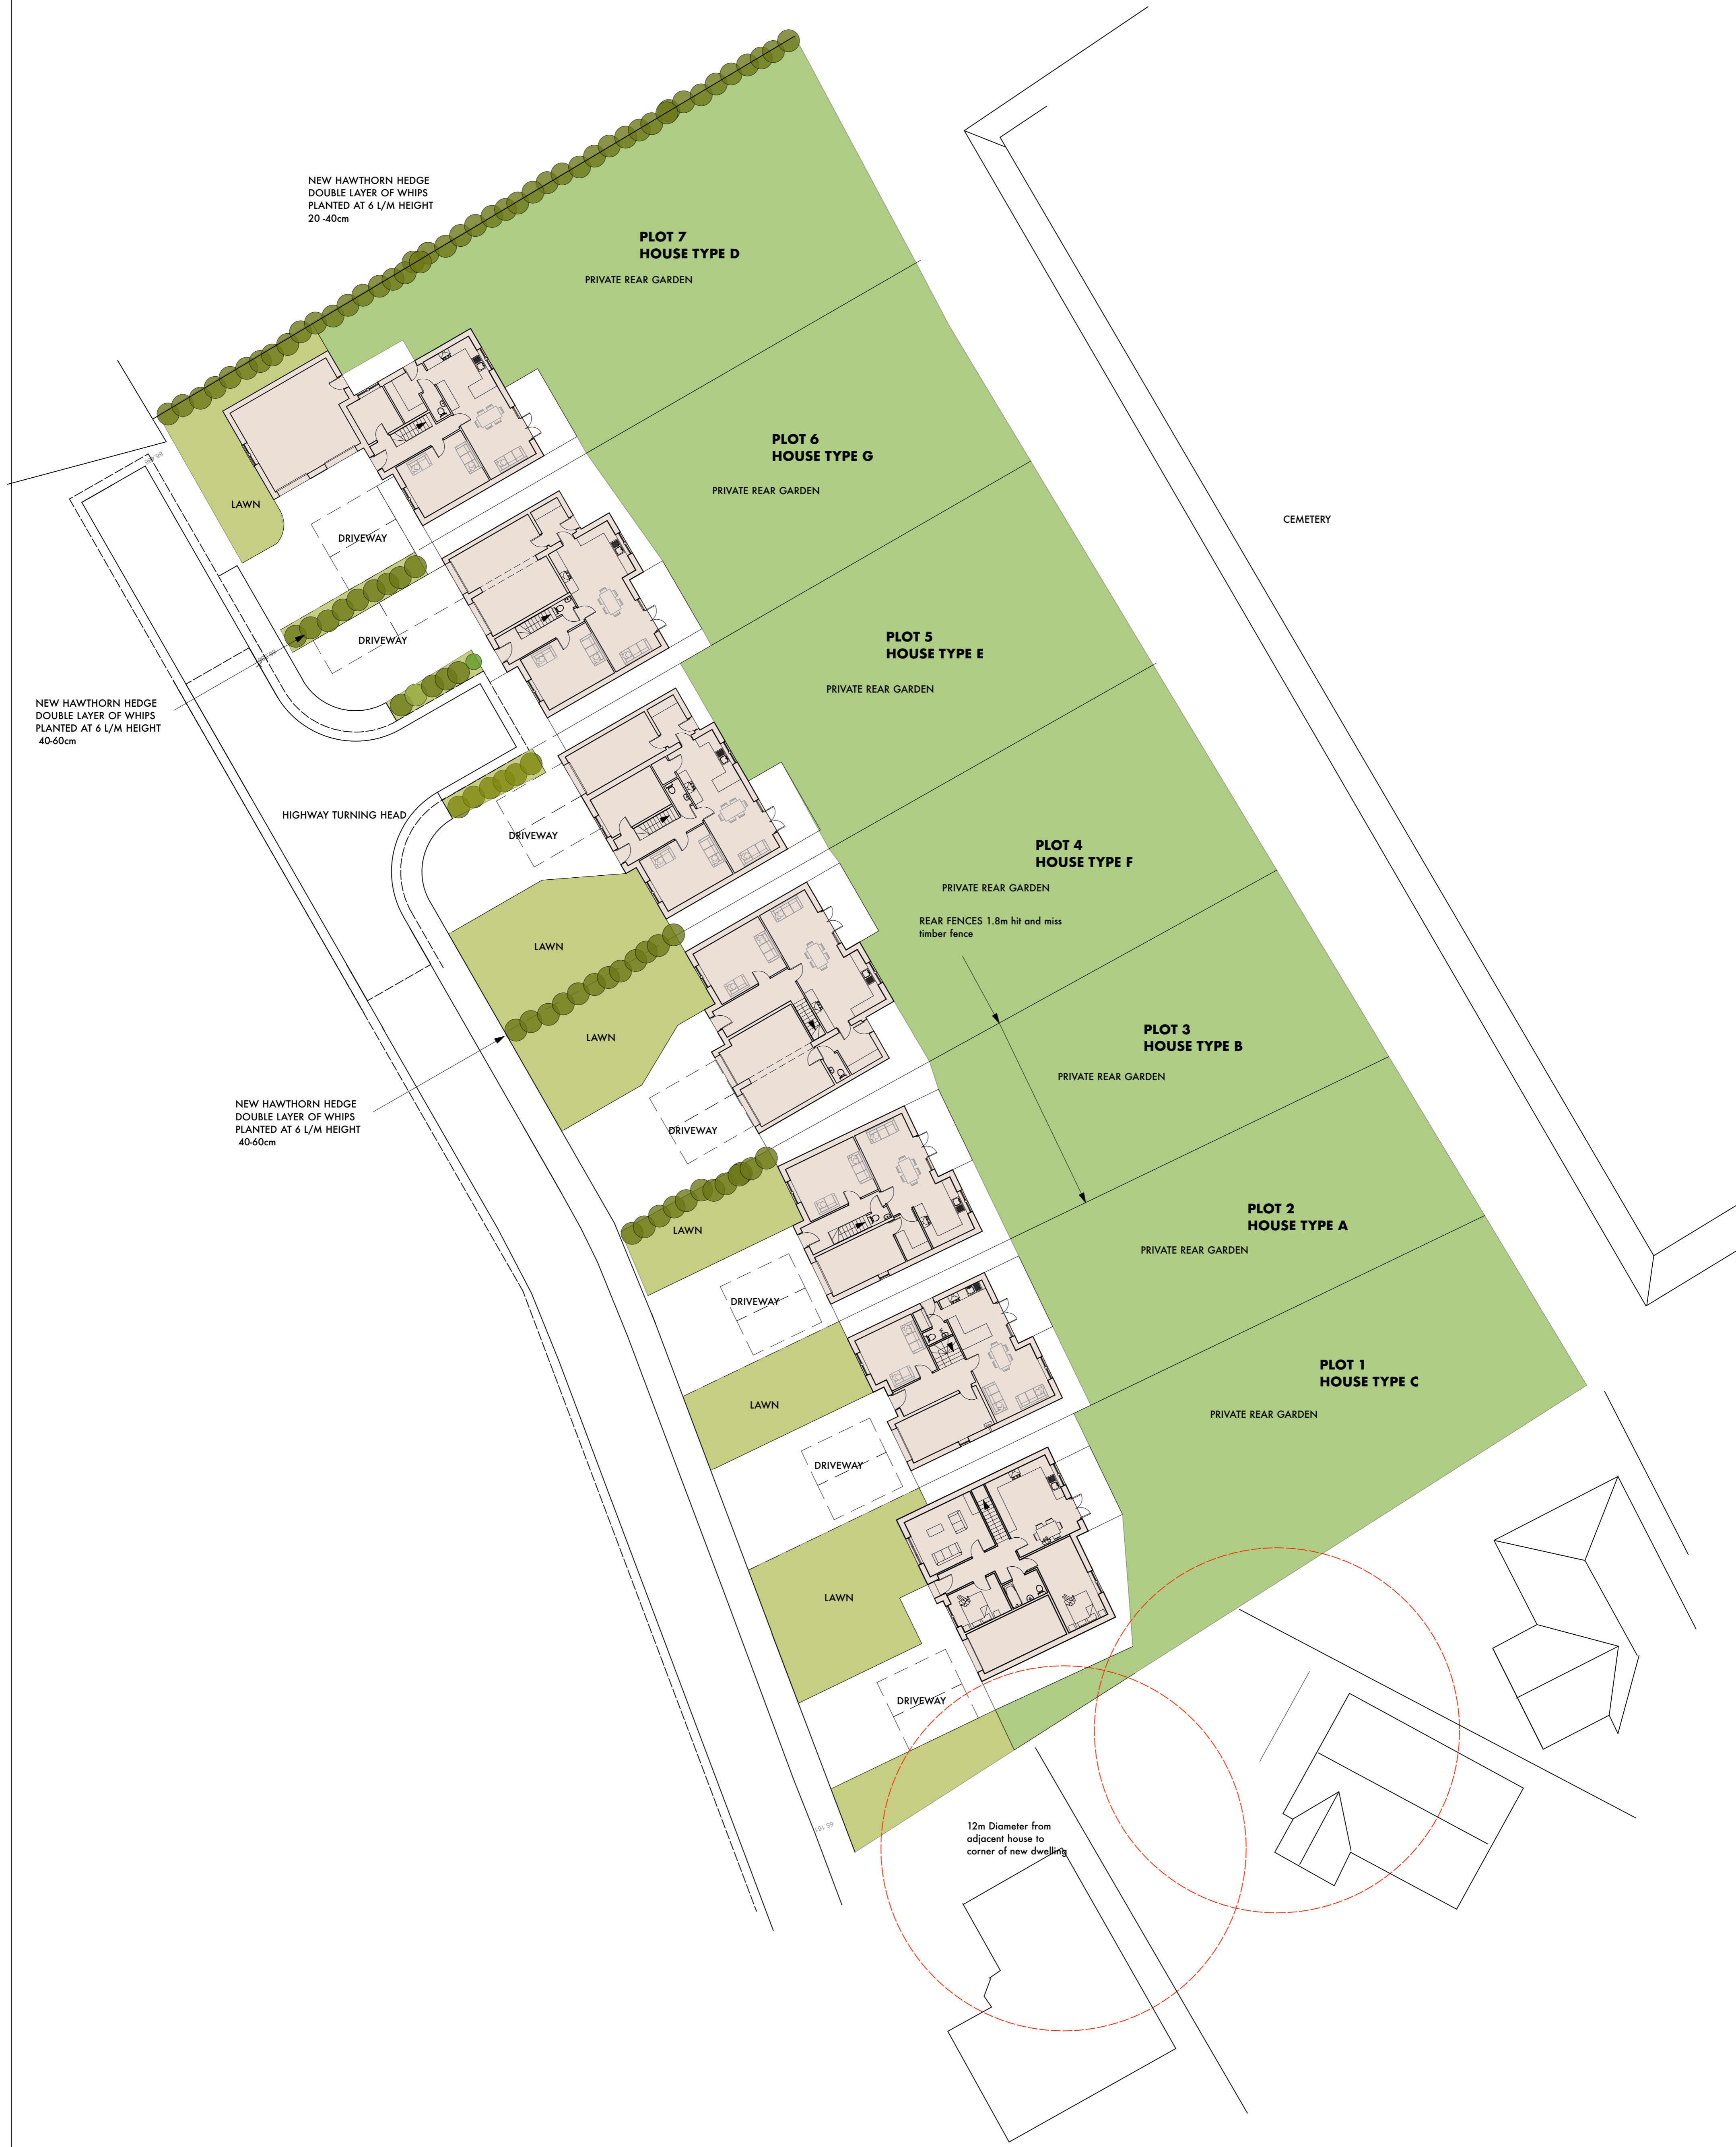 NEW HAWTHORN HEDGE
DOUBLE LAYER OF WHIPS
PLANTED AT 6 L/M HEIGHT
20 -40cm
PLOT 7
HOUSE TYPE D
PRIVATE REAR GARDEN
PLOT 6
HOUSE TYPE G
PRIVATE REAR GARDEN
LAWN
DRIVEWAY
CEMETERY
DRIVEWAY
PLOT 5
HOUSE TYPE E
PRIVATE REAR GARDEN
NEW HAWTHORN HEDGE
DOUBLE LAYER OF WHIPS
PLANTED AT 6 L/M HEIGHT
40-60cm
HIGHWAY TURNING HEAD
DRIVEWAY
PLOT 4
HOUSE TYPE F
PRIVATE REAR GARDEN
REAR FENCES 1.8m hit and miss
timber fence
LAWN
LAWN
PLOT 3
HOUSE TYPE B
PRIVATE REAR GARDEN
NEW HAWTHORN HEDGE
DOUBLE LAYER OF WHIPS
PLANTED AT 6 L/M HEIGHT
40-60cm
DRIVEWAY
PLOT 2
HOUSE TYPE A
PRIVATE REAR GARDEN
LAWN
DRIVEWAY
PLOT 1
HOUSE TYPE C
PRIVATE REAR GARDEN
LAWN
DRIVEWAY
LAWN
DRIVEWAY
12m Diameter from
adjacent house to
corner of new dwelling